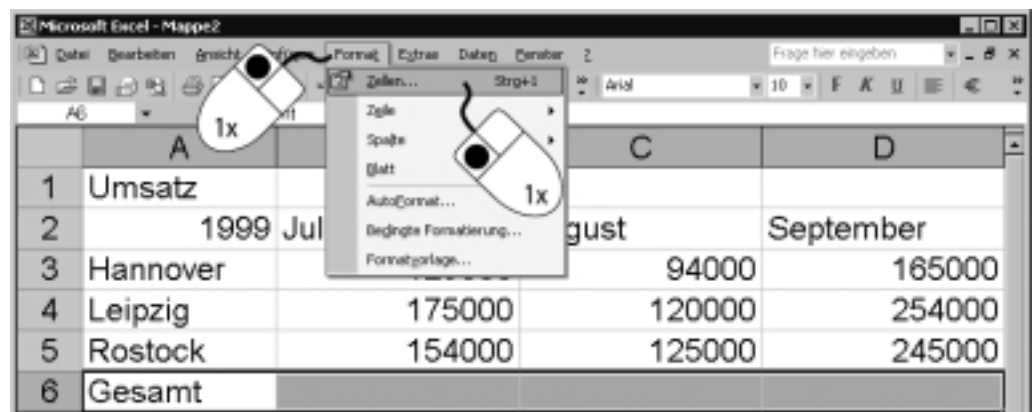 Microsoft Excel - Mappe2
Datei Bearbeiten Ansicht Format Extras Daten Fenster ? Frage hier eingeben
Arial 10 F K U €
A6
Zellen... Strg+1
Zeile
Spalte
Blatt
AutoFormat...
Bedingte Formatierung...
Formatvorlage...
1x
1x
A C D
1 Umsatz
2 1999 September
3 Hannover 94000 165000
4 Leipzig 175000 120000 254000
5 Rostock 154000 125000 245000
6 Gesamt